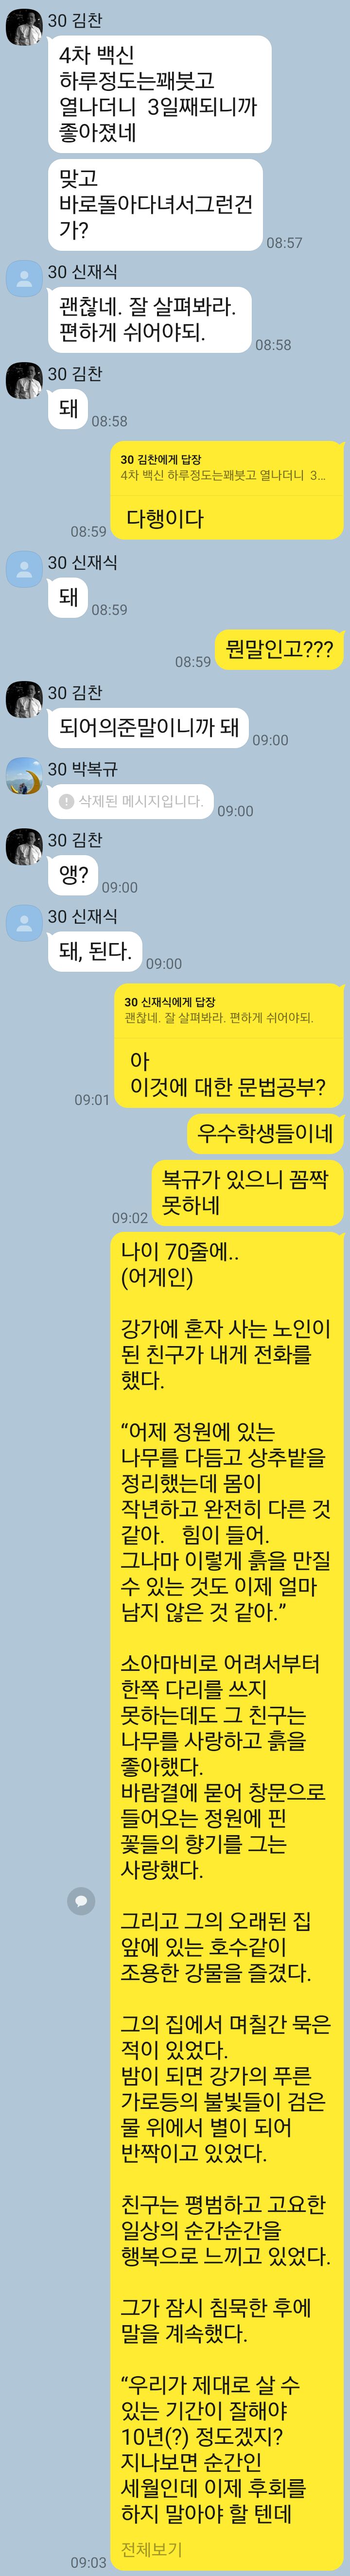 30 김찬
4차 백신
하루정도는꽤붓고
열나더니  3일째되니까
좋아졌네
맞고
바로돌아다녀서그런건
가?
08:57
30 신재식
괜찮네. 잘 살펴봐라.
편하게 쉬어야되.
08:58
30 김찬
돼
08:58
30 김찬에게 답장
4차 백신 하루정도는꽤붓고 열나더니  3...
다행이다
08:59
30 신재식
돼
08:59
뭔말인고???
08:59
30 김찬
되어의준말이니까 돼
09:00
30 박복규
삭제된 메시지입니다.
09:00
30 김찬
앵?
09:00
30 신재식
돼, 된다.
09:00
30 신재식에게 답장
괜찮네. 잘 살펴봐라. 편하게 쉬어야되.
아
이것에 대한 문법공부?
09:01
우수학생들이네
복규가 있으니 꼼짝
못하네
09:02
나이 70줄에..
(어게인)
강가에 혼자 사는 노인이
된 친구가 내게 전화를
했다.
“어제 정원에 있는
나무를 다듬고 상추밭을
정리했는데 몸이
작년하고 완전히 다른 것
같아.   힘이 들어.
그나마 이렇게 흙을 만질
수 있는 것도 이제 얼마
남지 않은 것 같아.”
소아마비로 어려서부터
한쪽 다리를 쓰지
못하는데도 그 친구는
나무를 사랑하고 흙을
좋아했다.
바람결에 묻어 창문으로
들어오는 정원에 핀
꽃들의 향기를 그는
사랑했다.
그리고 그의 오래된 집
앞에 있는 호수같이
조용한 강물을 즐겼다.
그의 집에서 며칠간 묵은
적이 있었다.
밤이 되면 강가의 푸른
가로등의 불빛들이 검은
물 위에서 별이 되어
반짝이고 있었다.
친구는 평범하고 고요한
일상의 순간순간을
행복으로 느끼고 있었다.
그가 잠시 침묵한 후에
말을 계속했다.
“우리가 제대로 살 수
있는 기간이 잘해야
10년(?) 정도겠지?
지나보면 순간인
세월인데 이제 후회를
하지 말아야 할 텐데
전체보기
09:03